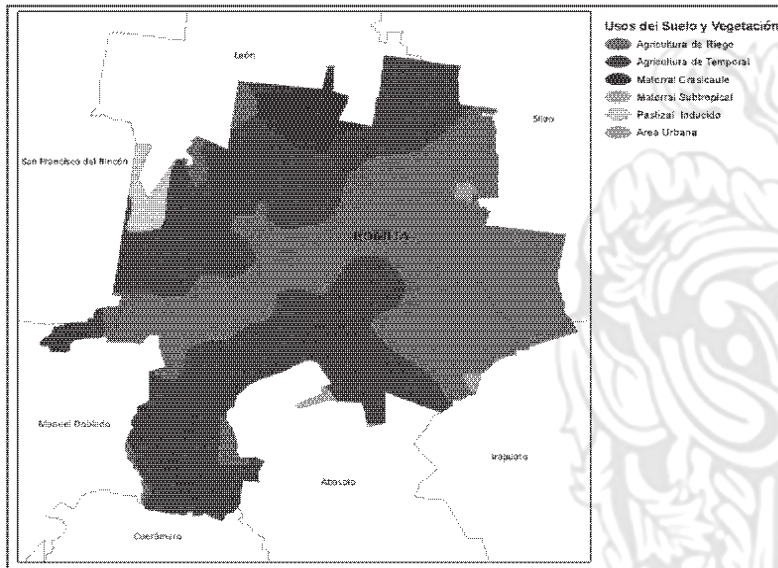 Usos del Suelo y Vegetación
Agricultura de Riego
Agricultura de Temporal
Matorral Crasicaule
Matorral Subtropical
Pastizal Inducido
Area Urbana
León
Silao
San Francisco del Rincón
ROMITA
Manuel Doblado
Irapuato
Abasolo
Cuerámaro